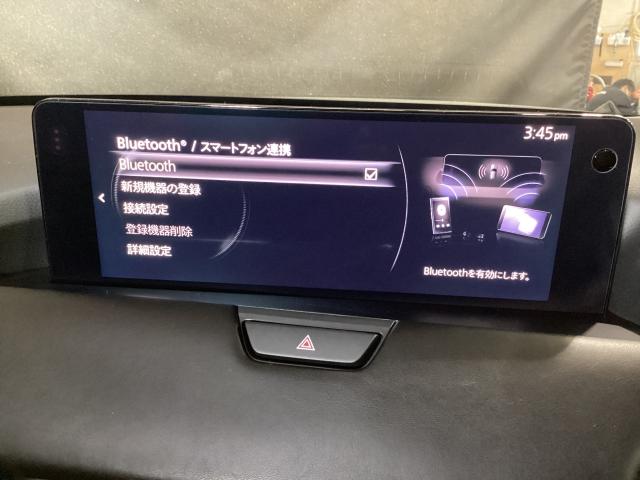 3:45pm
Bluetooth® / スマートフォン連携
Bluetooth
新規機器の登録
接続設定
登録機器削除
詳細設定
Bluetoothを有効にします。